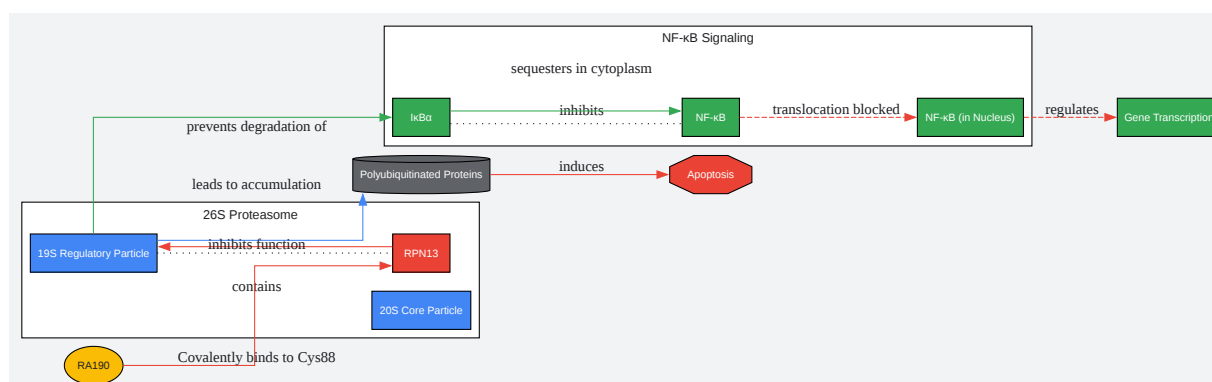 NF-κB Signaling
sequesters in cytoplasm
IκBα
inhibits
NF-κB
translocation blocked
NF-κB (in Nucleus)
regulates
Gene Transcription
prevents degradation of
Polyubiquitinated Proteins
induces
Apoptosis
leads to accumulation
26S Proteasome
19S Regulatory Particle
inhibits function
RPN13
contains
20S Core Particle
RA190
Covalently binds to Cys88